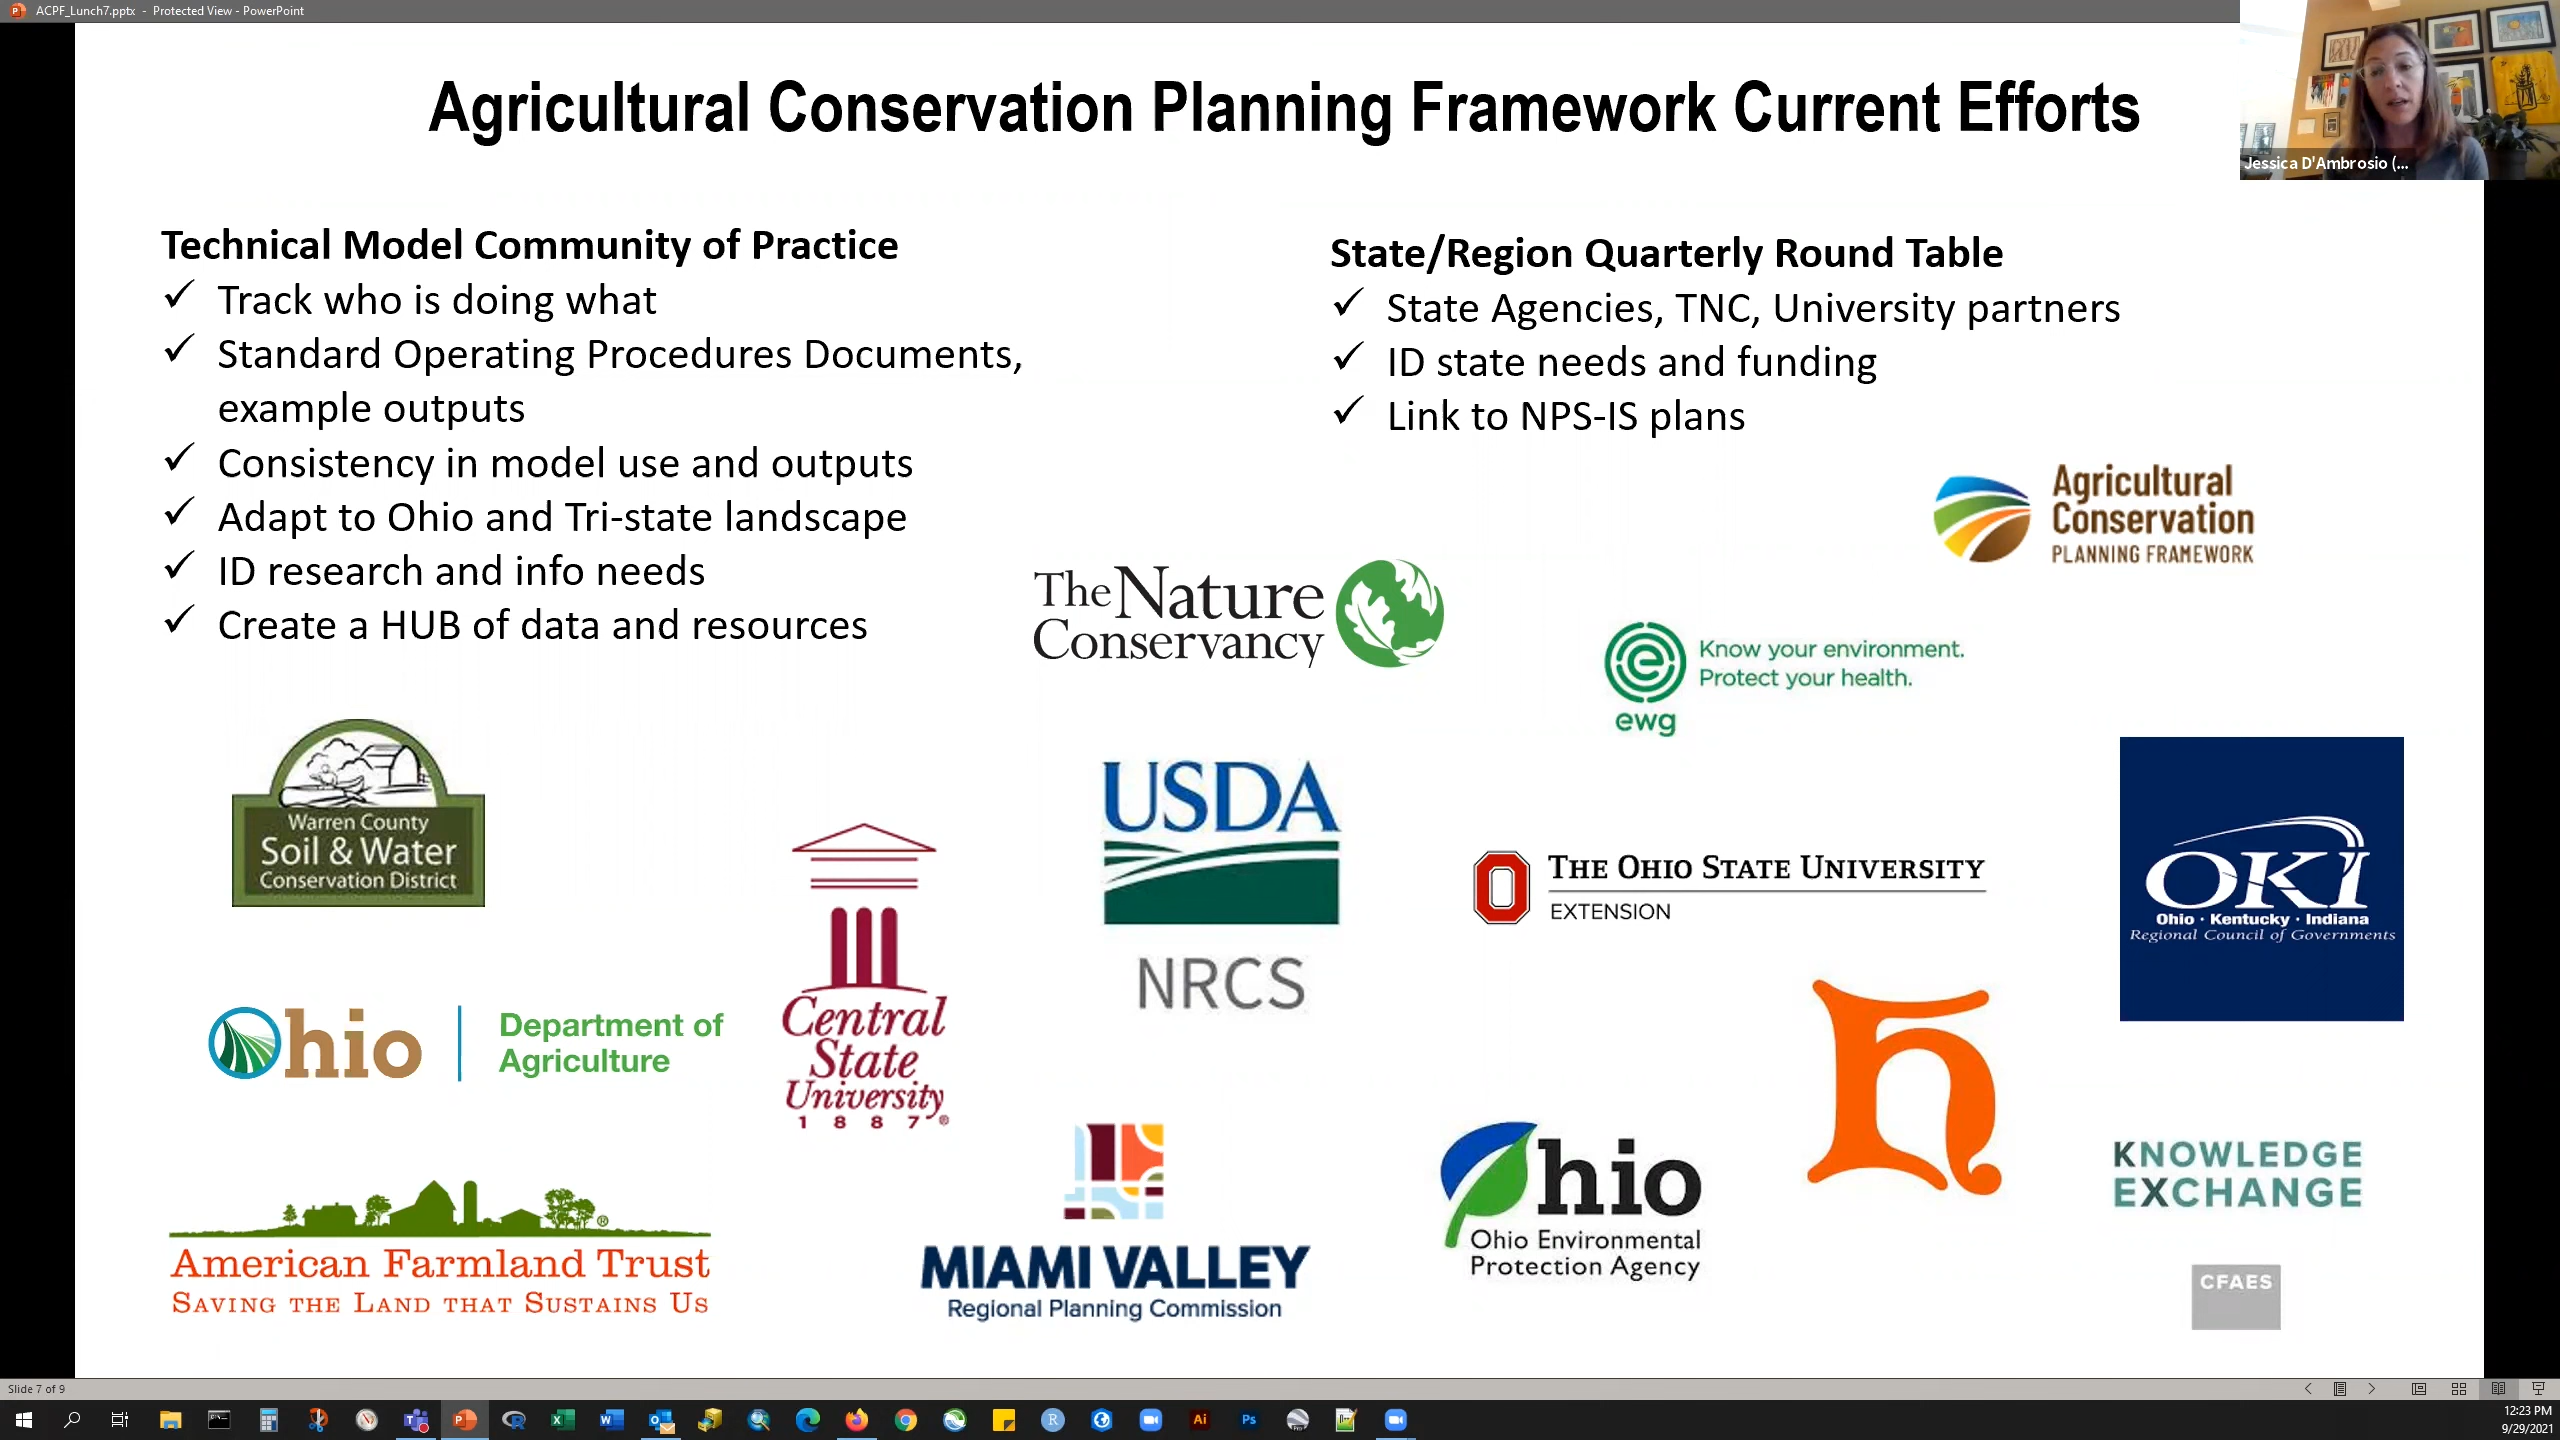 ACPF_Lunch7.pptx - Protected View - PowerPoint
Jessica D'Ambrosio (...
Agricultural Conservation Planning Framework Current Efforts
Technical Model Community of Practice
✓ Track who is doing what
✓ Standard Operating Procedures Documents,
example outputs
✓ Consistency in model use and outputs
✓ Adapt to Ohio and Tri-state landscape
✓ ID research and info needs
✓ Create a HUB of data and resources
State/Region Quarterly Round Table
✓ State Agencies, TNC, University partners
✓ ID state needs and funding
✓ Link to NPS-IS plans
Agricultural
Conservation
PLANNING FRAMEWORK
The Nature
Conservancy
Know your environment.
Protect your health.
ewg
Warren County
Soil & Water
Conservation District
USDA
NRCS
THE OHIO STATE UNIVERSITY
EXTENSION
OKI
Ohio · Kentucky · Indiana
Regional Council of Governments
Ohio
Department of
Agriculture
Central
State
University
1887®
h
American Farmland Trust®
SAVING THE LAND THAT SUSTAINS US
MIAMI VALLEY
Regional Planning Commission
Ohio
Ohio Environmental
Protection Agency
KNOWLEDGE
EXCHANGE
CFAES
Slide 7 of 9
Ai
Ps
12:23 PM
9/29/2021